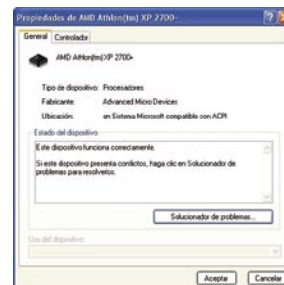 Propiedades de AMD Athlon(tm) XP 2700+
General Controlador
AMD Athlon(tm) XP 2700+
Tipo de dispositivo: Procesadores
Fabricante: Advanced Micro Devices
Ubicación: en Sistema Microsoft compatible con ACPI
Estado del dispositivo
Este dispositivo funciona correctamente.
Si este dispositivo presenta conflictos, haga clic en Solucionador de
problemas para resolverlos.
Solucionador de problemas...
Uso del dispositivo:
Aceptar Cancelar